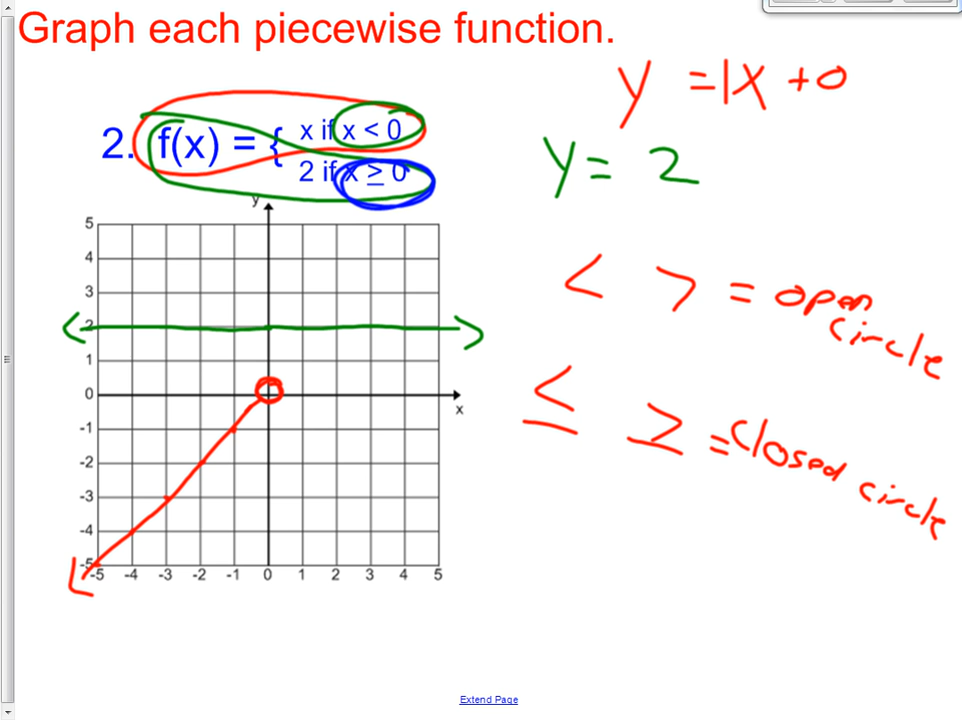 Graph each piecewise function.
y = 1x + 0
2. f(x) = { x if x < 0
2 if x ≥ 0
y = 2
y
5
4
3
2
1
0
-1
-2
-3
-4
-5
x
-5 -4 -3 -2 -1 0 1 2 3 4 5
< > = open
circle
≤ ≥ = closed circle
Extend Page